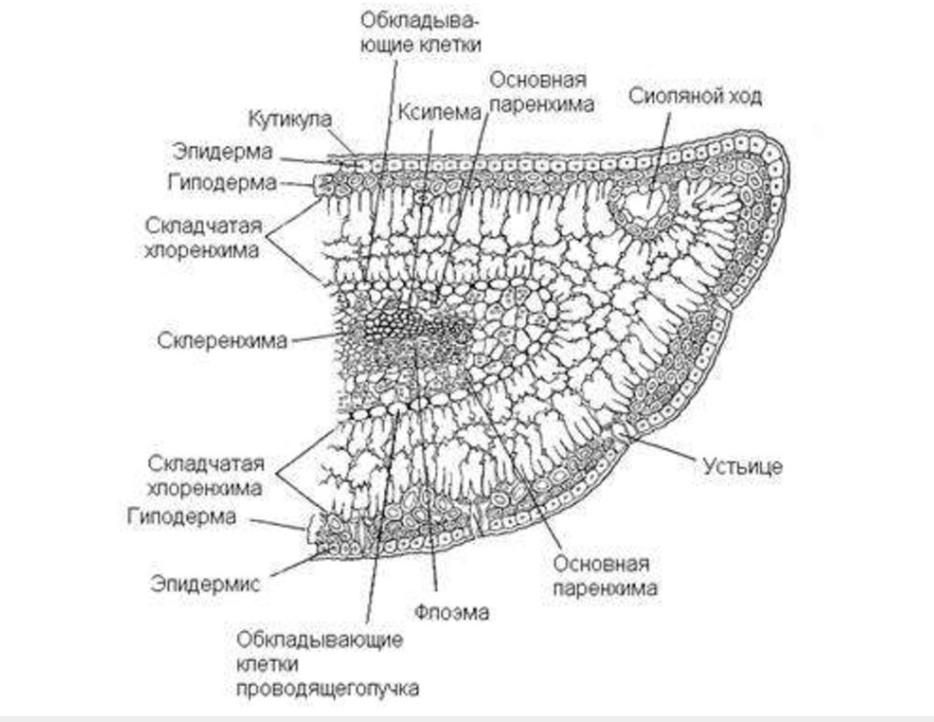 Обкладыва-
ющие клетки
Основная
паренхима
Ксилема
Сиоляной ход
Кутикула
Эпидерма
Гиподерма
Складчатая
хлоренхима
Склеренхима
Складчатая
хлоренхима
Гиподерма
Эпидермис
Устьице
Основная
паренхима
Фпоэма
Обкладывающие
клетки
проводящегопучка